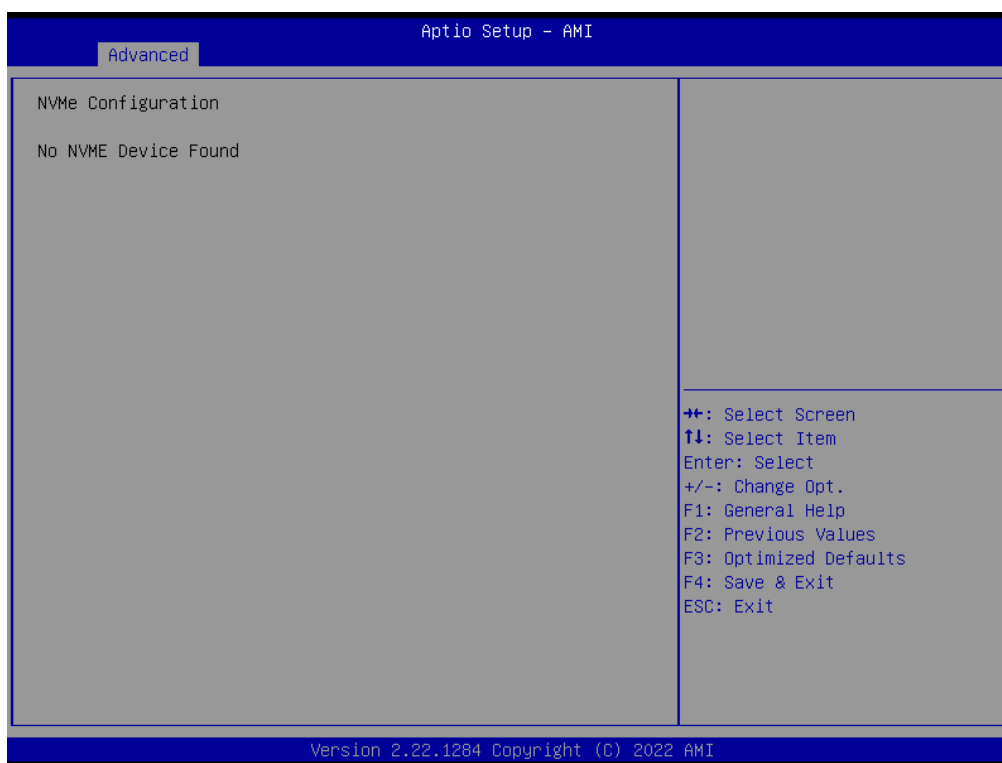 Aptio Setup – AMI
Advanced
NVMe Configuration
No NVME Device Found
→←: Select Screen
↑↓: Select Item
Enter: Select
+/-: Change Opt.
F1: General Help
F2: Previous Values
F3: Optimized Defaults
F4: Save & Exit
ESC: Exit
Version 2.22.1284 Copyright (C) 2022 AMI